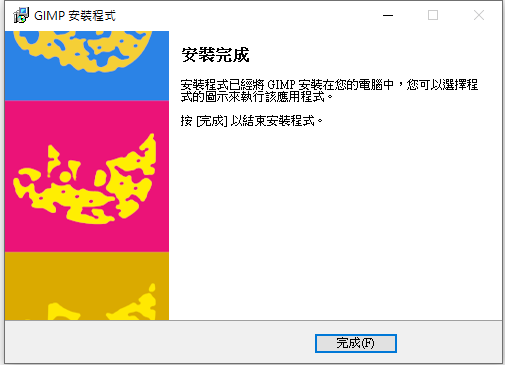 GIMP 安裝程式
安裝完成
安裝程式已經將 GIMP 安裝在您的電腦中，您可以選擇程
式的圖示來執行該應用程式。
按 [完成] 以結束安裝程式。
完成(F)